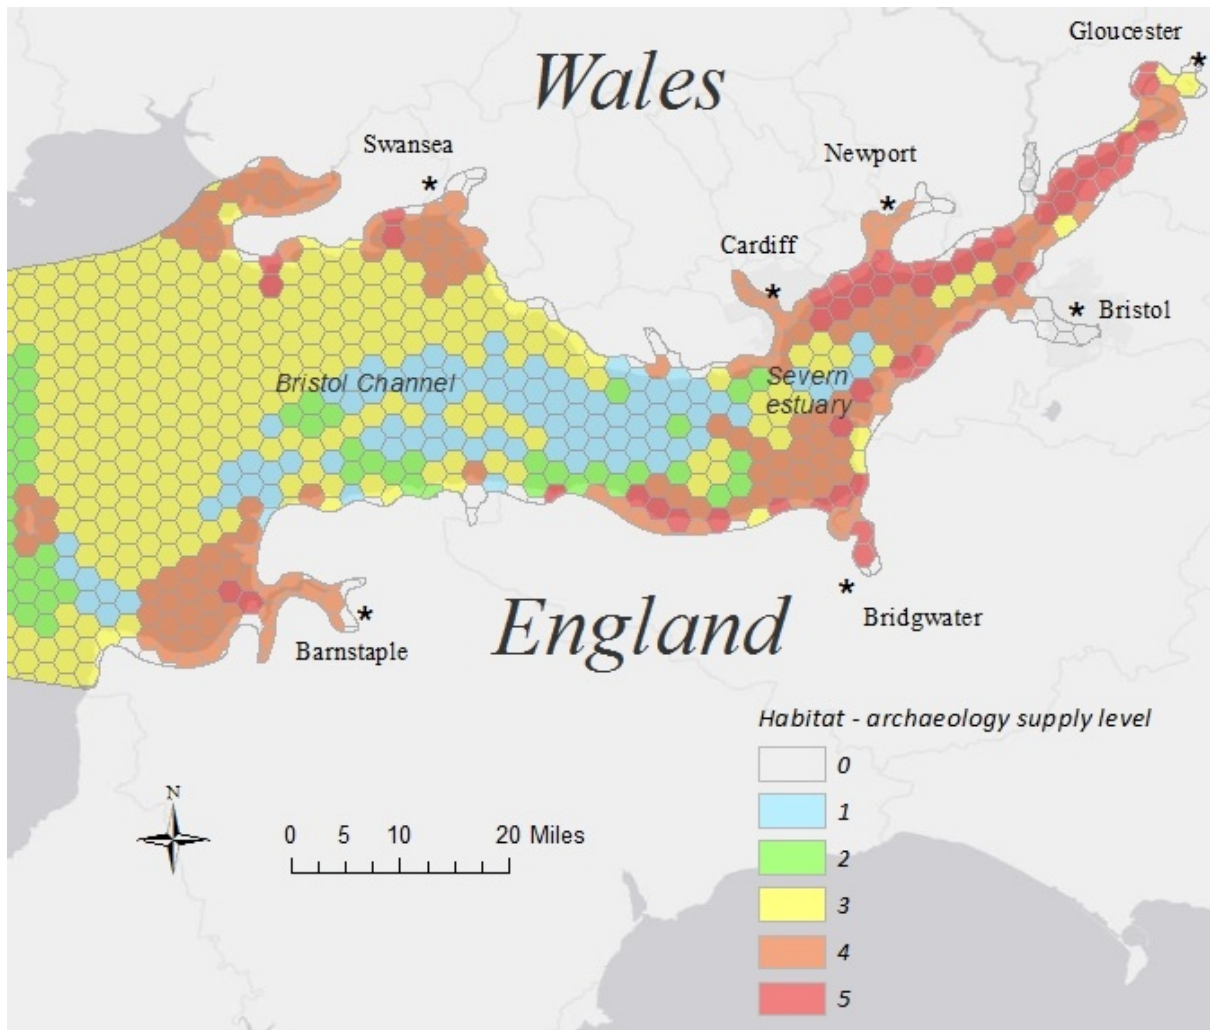 Gloucester
Wales
Swansea
Newport
Cardiff
Bristol
Bristol Channel
Severn
estuary
England
Bridgwater
Barnstaple
Habitat - archaeology supply level
0
1
2
3
4
5
N
0 5 10 20 Miles